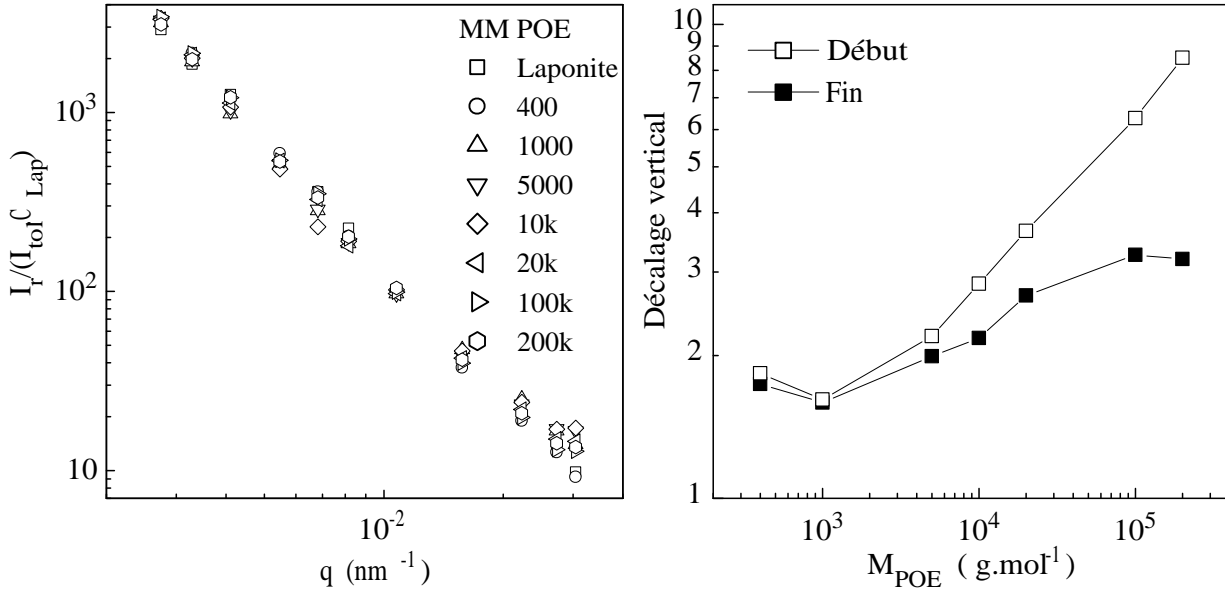 MM POE
Laponite
400
1000
5000
10k
20k
100k
200k
10³
10²
10
I_r/(I_tol C_Lap)
10⁻²
q (nm ⁻¹)
Début
Fin
10
9
8
7
6
5
4
3
2
1
Décalage vertical
10³ 10⁴ 10⁵
M_POE ( g.mol⁻¹)